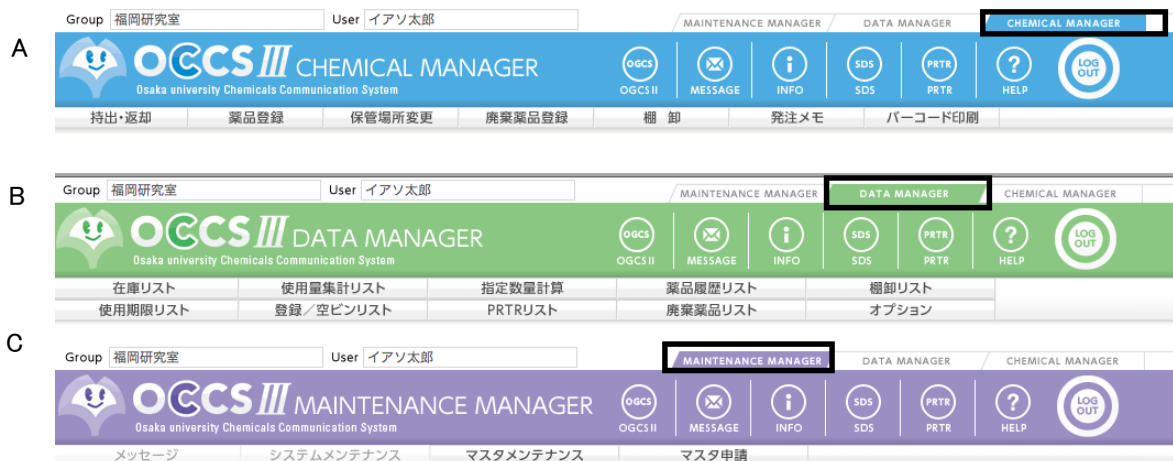 Group 福岡研究室 User イアソ太郎 MAINTENANCE MANAGER DATA MANAGER CHEMICAL MANAGER
A
OCCSⅢ CHEMICAL MANAGER
Osaka university Chemicals Communication System
OGCS SDS PRTR ? LOG OUT
OGCSⅡ MESSAGE INFO SDS PRTR HELP
持出・返却 薬品登録 保管場所変更 廃棄薬品登録 棚 卸 発注メモ バーコード印刷
B
Group 福岡研究室 User イアソ太郎 MAINTENANCE MANAGER DATA MANAGER CHEMICAL MANAGER
OCCSⅢ DATA MANAGER
Osaka university Chemicals Communication System
OGCS i SDS PRTR ? LOG OUT
OGCSⅡ MESSAGE INFO SDS PRTR HELP
在庫リスト 使用量集計リスト 指定数量計算 薬品履歴リスト 棚卸リスト
使用期限リスト 登録／空ビンリスト PRTRリスト 廃棄薬品リスト オプション
C
Group 福岡研究室 User イアソ太郎 MAINTENANCE MANAGER DATA MANAGER CHEMICAL MANAGER
OCCSⅢ MAINTENANCE MANAGER
Osaka university Chemicals Communication System
OGCS i SDS PRTR ? LOG OUT
OGCSⅡ MESSAGE INFO SDS PRTR HELP
メッセージ システムメンテナンス マスタメンテナンス マスタ申請